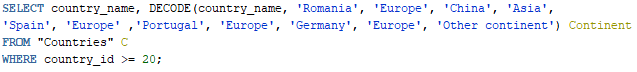 SELECT country_name, DECODE(country_name, 'Romania', 'Europe', 'China', 'Asia',
'Spain', 'Europe' ,'Portugal', 'Europe', 'Germany', 'Europe', 'Other continent') Continent
FROM "Countries" C
WHERE country_id >= 20;